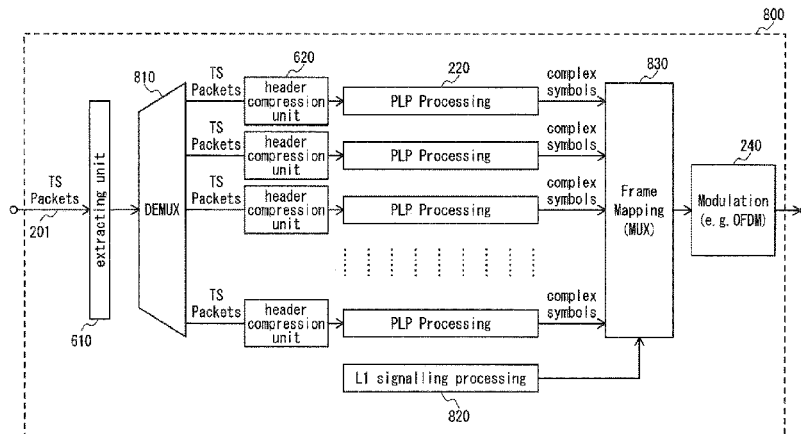 800
810
620
220
830
240
610
820
201
TS
Packets
extracting unit
DEMUX
TS
Packets
header
compression
unit
PLP Processing
complex
symbols
TS
Packets
header
compression
unit
PLP Processing
complex
symbols
TS
Packets
header
compression
unit
PLP Processing
complex
symbols
TS
Packets
header
compression
unit
PLP Processing
complex
symbols
L1 signalling processing
Frame
Mapping
(MUX)
Modulation
(e.g. OFDM)